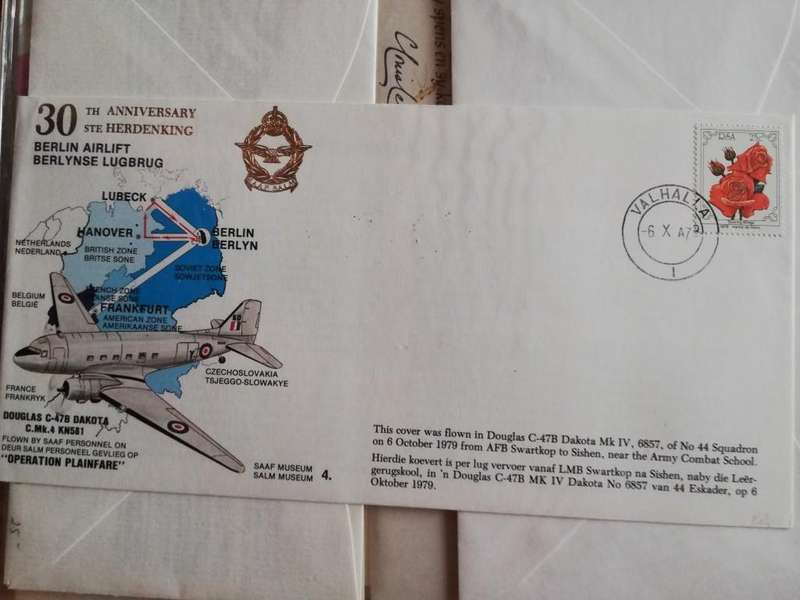 30 TH ANNIVERSARY
STE HERDENKING
BERLIN AIRLIFT
BERLYNSE LUGBRUG
LUBECK
HANOVER
BERLIN
BERLYN
NETHERLANDS
NEDERLAND
BRITISH ZONE
BRITSE SONE
SOVIET ZONE
SOWJETSONE
BELGIUM
BELGIË
FRANKFURT
AMERICAN ZONE
AMERIKAANSE SONE
CZECHOSLOVAKIA
TSJEGGO-SLOWAKYE
FRANCE
FRANKRYK
DOUGLAS C-47B DAKOTA
C.Mk.4 KN581
FLOWN BY SAAF PERSONNEL ON
DEUR SALM PERSONEEL GEVLIEG OP
"OPERATION PLAINFARE"
SAAF MUSEUM
SALM MUSEUM 4.
RSA
VALHALLA
-6 X
1
This cover was flown in Douglas C-47B Dakota Mk IV, 6857, of No 44 Squadron
on 6 October 1979 from AFB Swartkop to Sishen, near the Army Combat School.
Hierdie koevert is per lug vervoer vanaf LMB Swartkop na Sishen, naby die Leër-
gerugskool, in 'n Douglas C-47B MK IV Dakota No 6857 van 44 Eskader, op 6
Oktober 1979.